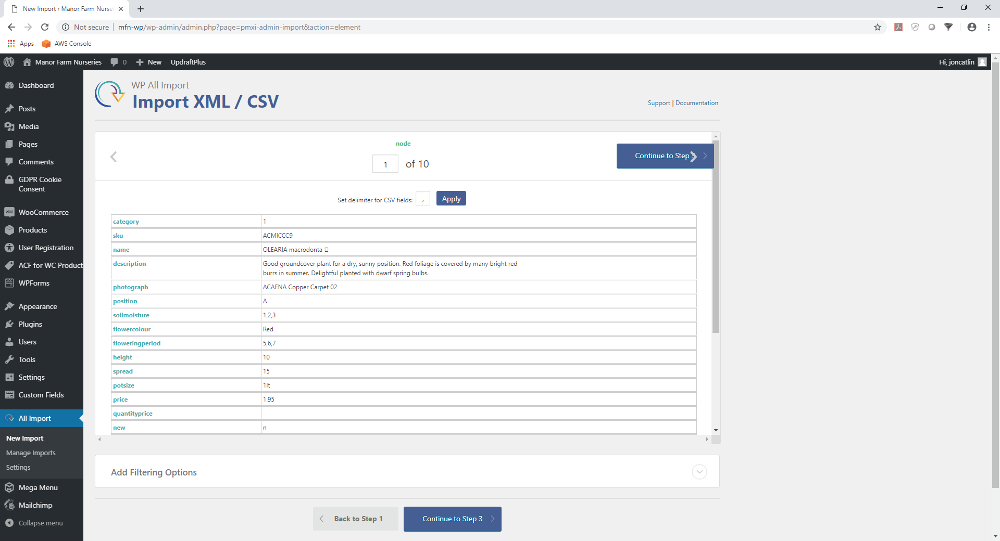 New Import ‹ Manor Farm Nurse
Not secure
mfn-wp/wp-admin/admin.php?page=pmxi-admin-import&action=element
Apps
AWS Console
Manor Farm Nurseries
0
New
UpdraftPlus
Hi, joncatlin
Dashboard
Posts
Media
Pages
Comments
GDPR Cookie
Consent
WooCommerce
Products
User Registration
ACF for WC Product
WPForms
Appearance
Plugins
Users
Tools
Settings
Custom Fields
All Import
New Import
Manage Imports
Settings
Mega Menu
Mailchimp
Collapse menu
WP All Import
Import XML / CSV
Support | Documentation
node
1 of 10
Continue to Step
Set delimiter for CSV fields: , Apply
category 1
sku ACMICCC9
name OLEARIA macrodonta
description Good groundcover plant for a dry, sunny position. Red foliage is covered by many bright red
burrs in summer. Delightful planted with dwarf spring bulbs.
photograph ACAENA Copper Carpet 02
position A
soilmoisture 1,2,3
flowercolour Red
floweringperiod 5,6,7
height 10
spread 15
potsize 1lt
price 1.95
quantityprice
new n
Add Filtering Options
Back to Step 1
Continue to Step 3